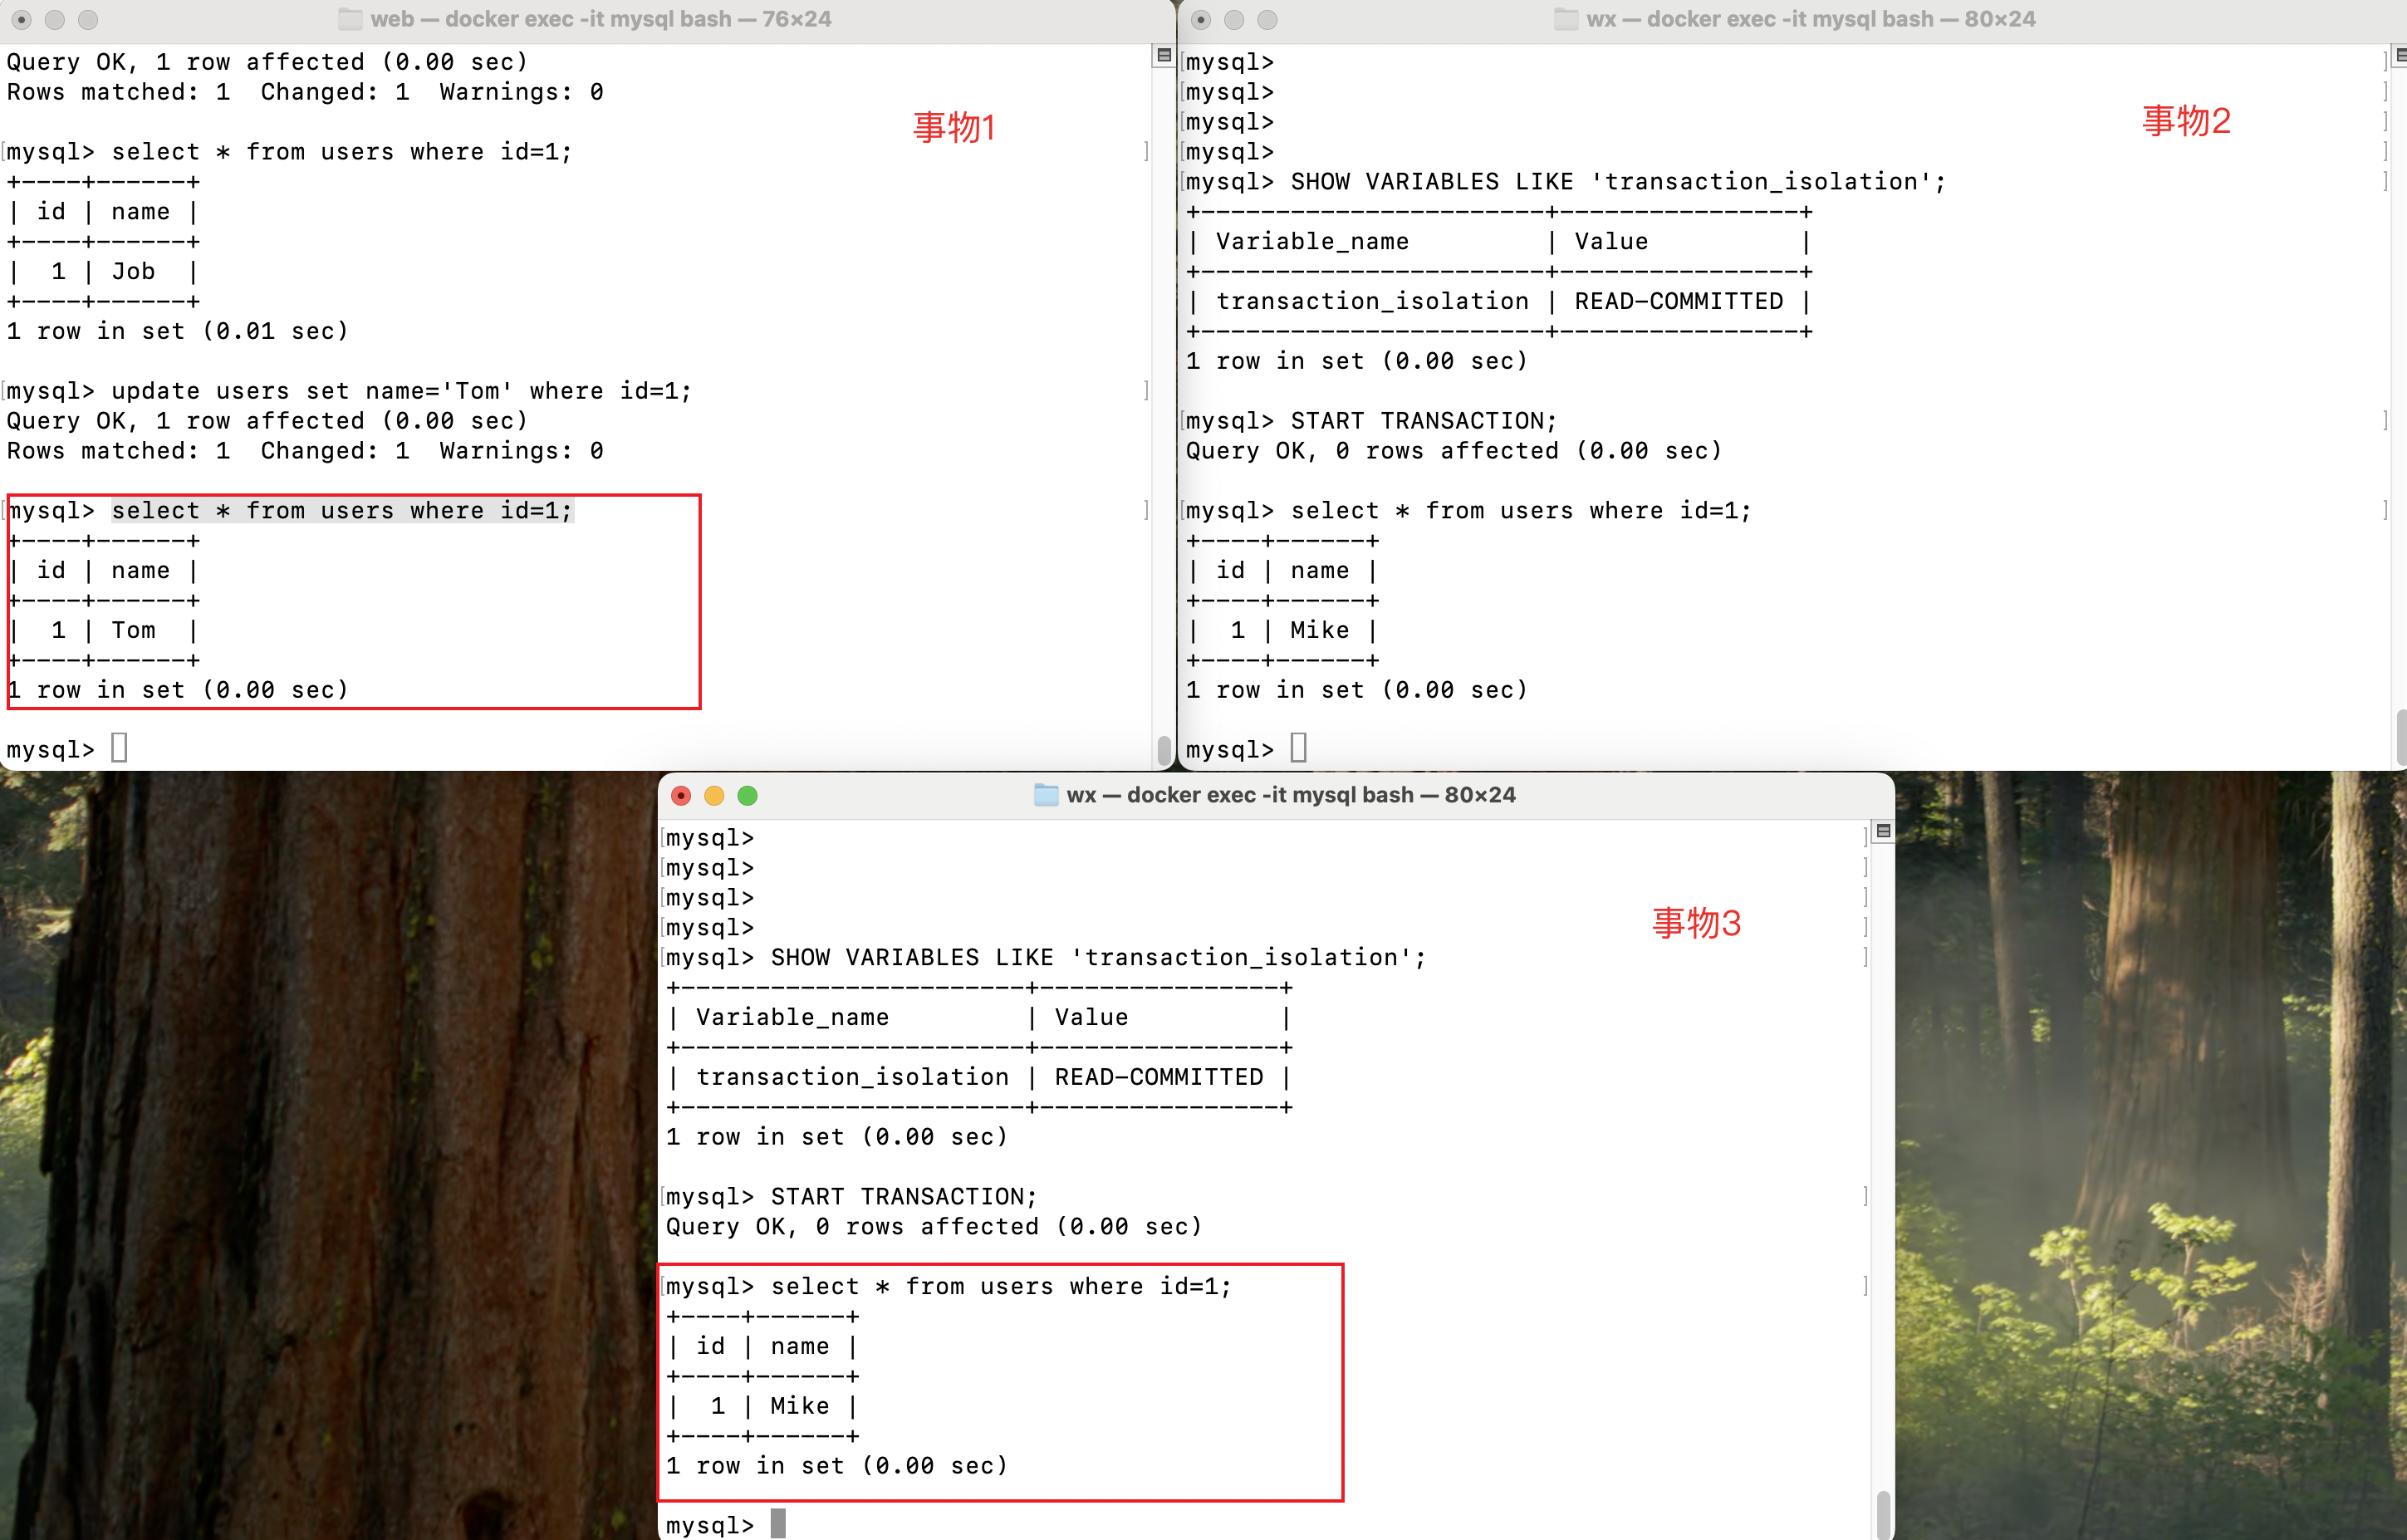 web — docker exec -it mysql bash — 76×24
Query OK, 1 row affected (0.00 sec)
Rows matched: 1  Changed: 1  Warnings: 0
事物1
mysql> select * from users where id=1;
+----+------+
| id | name |
+----+------+
|  1 | Job  |
+----+------+
1 row in set (0.01 sec)
mysql> update users set name='Tom' where id=1;
Query OK, 1 row affected (0.00 sec)
Rows matched: 1  Changed: 1  Warnings: 0
mysql> select * from users where id=1;
+----+------+
| id | name |
+----+------+
|  1 | Tom  |
+----+------+
1 row in set (0.00 sec)
mysql>
wx — docker exec -it mysql bash — 80×24
mysql>
mysql>
mysql>
mysql>
事物2
mysql> SHOW VARIABLES LIKE 'transaction_isolation';
+-----------------------+----------------+
| Variable_name         | Value          |
+-----------------------+----------------+
| transaction_isolation | READ-COMMITTED |
+-----------------------+----------------+
1 row in set (0.00 sec)
mysql> START TRANSACTION;
Query OK, 0 rows affected (0.00 sec)
mysql> select * from users where id=1;
+----+------+
| id | name |
+----+------+
|  1 | Mike |
+----+------+
1 row in set (0.00 sec)
mysql>
wx — docker exec -it mysql bash — 80×24
mysql>
mysql>
mysql>
mysql>
事物3
mysql> SHOW VARIABLES LIKE 'transaction_isolation';
+-----------------------+----------------+
| Variable_name         | Value          |
+-----------------------+----------------+
| transaction_isolation | READ-COMMITTED |
+-----------------------+----------------+
1 row in set (0.00 sec)
mysql> START TRANSACTION;
Query OK, 0 rows affected (0.00 sec)
mysql> select * from users where id=1;
+----+------+
| id | name |
+----+------+
|  1 | Mike |
+----+------+
1 row in set (0.00 sec)
mysql>